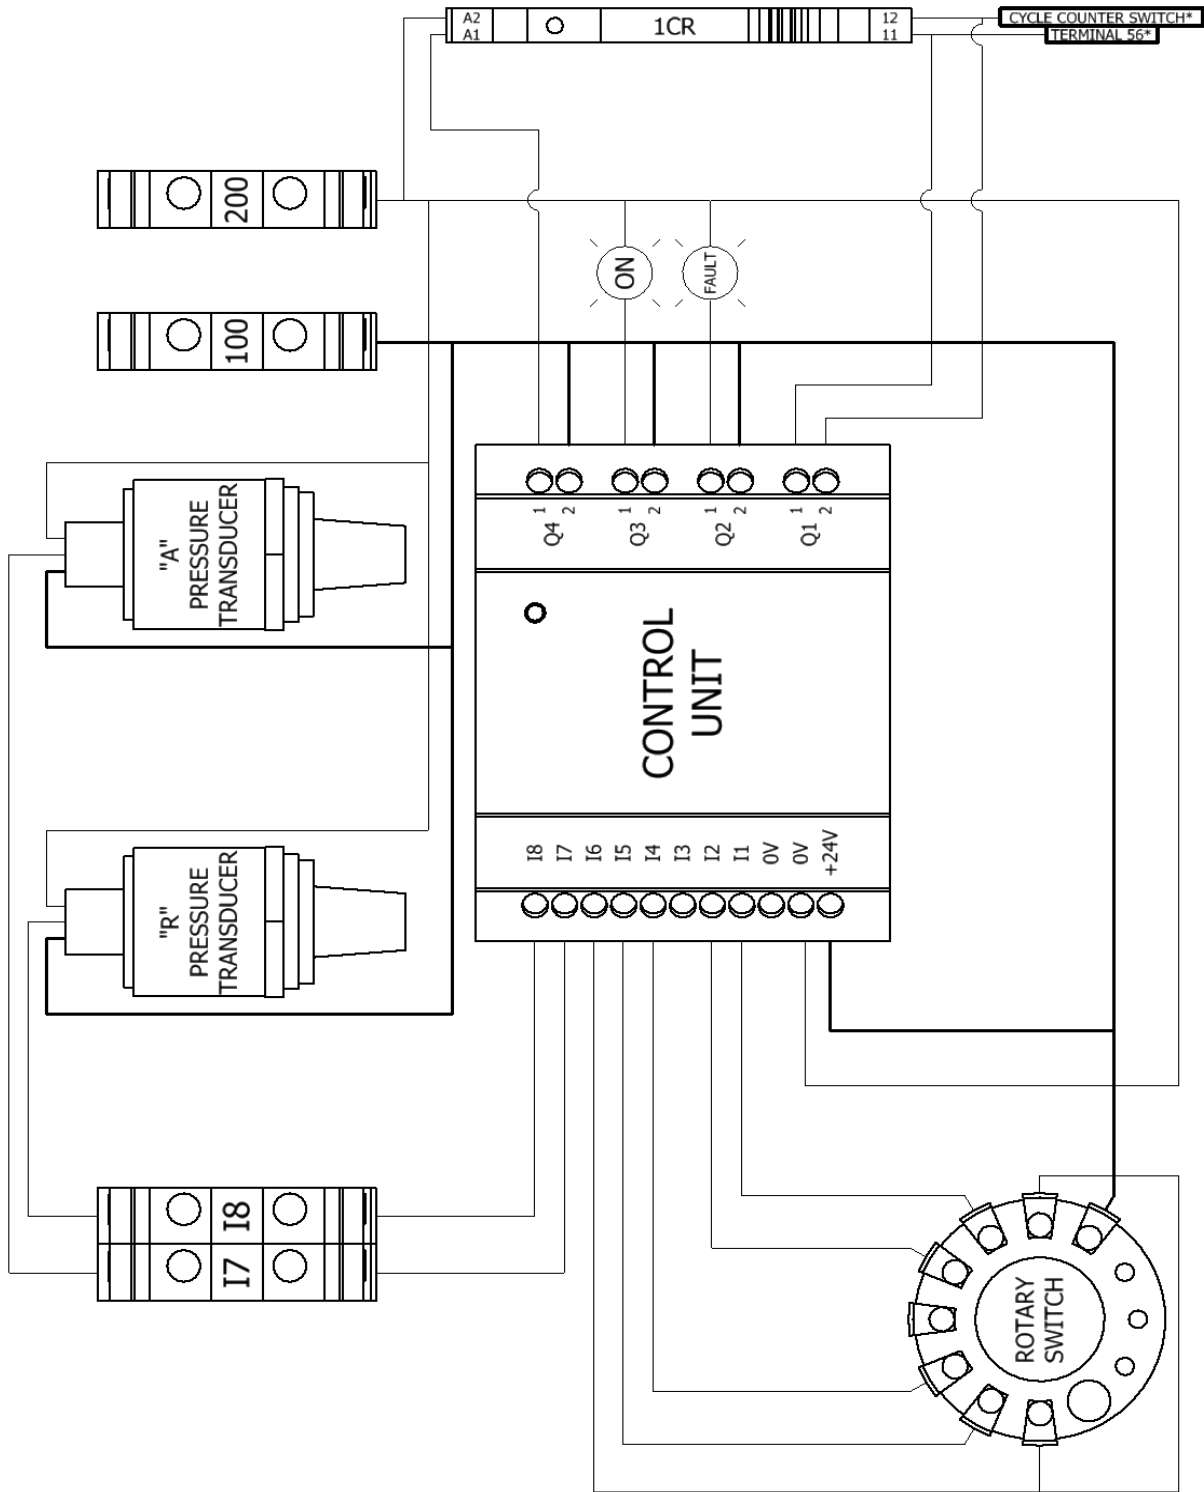 A2
A1
1CR
12
11
CYCLE COUNTER SWITCH*
TERMINAL 56*
200
100
ON
FAULT
1
2
1
2
1
2
1
2
Q4
Q3
Q2
Q1
"A"
PRESSURE
TRANSDUCER
CONTROL
UNIT
"R"
PRESSURE
TRANSDUCER
I8
I7
I6
I5
I4
I3
I2
I1
0V
0V
+24V
I8
I7
ROTARY
SWITCH